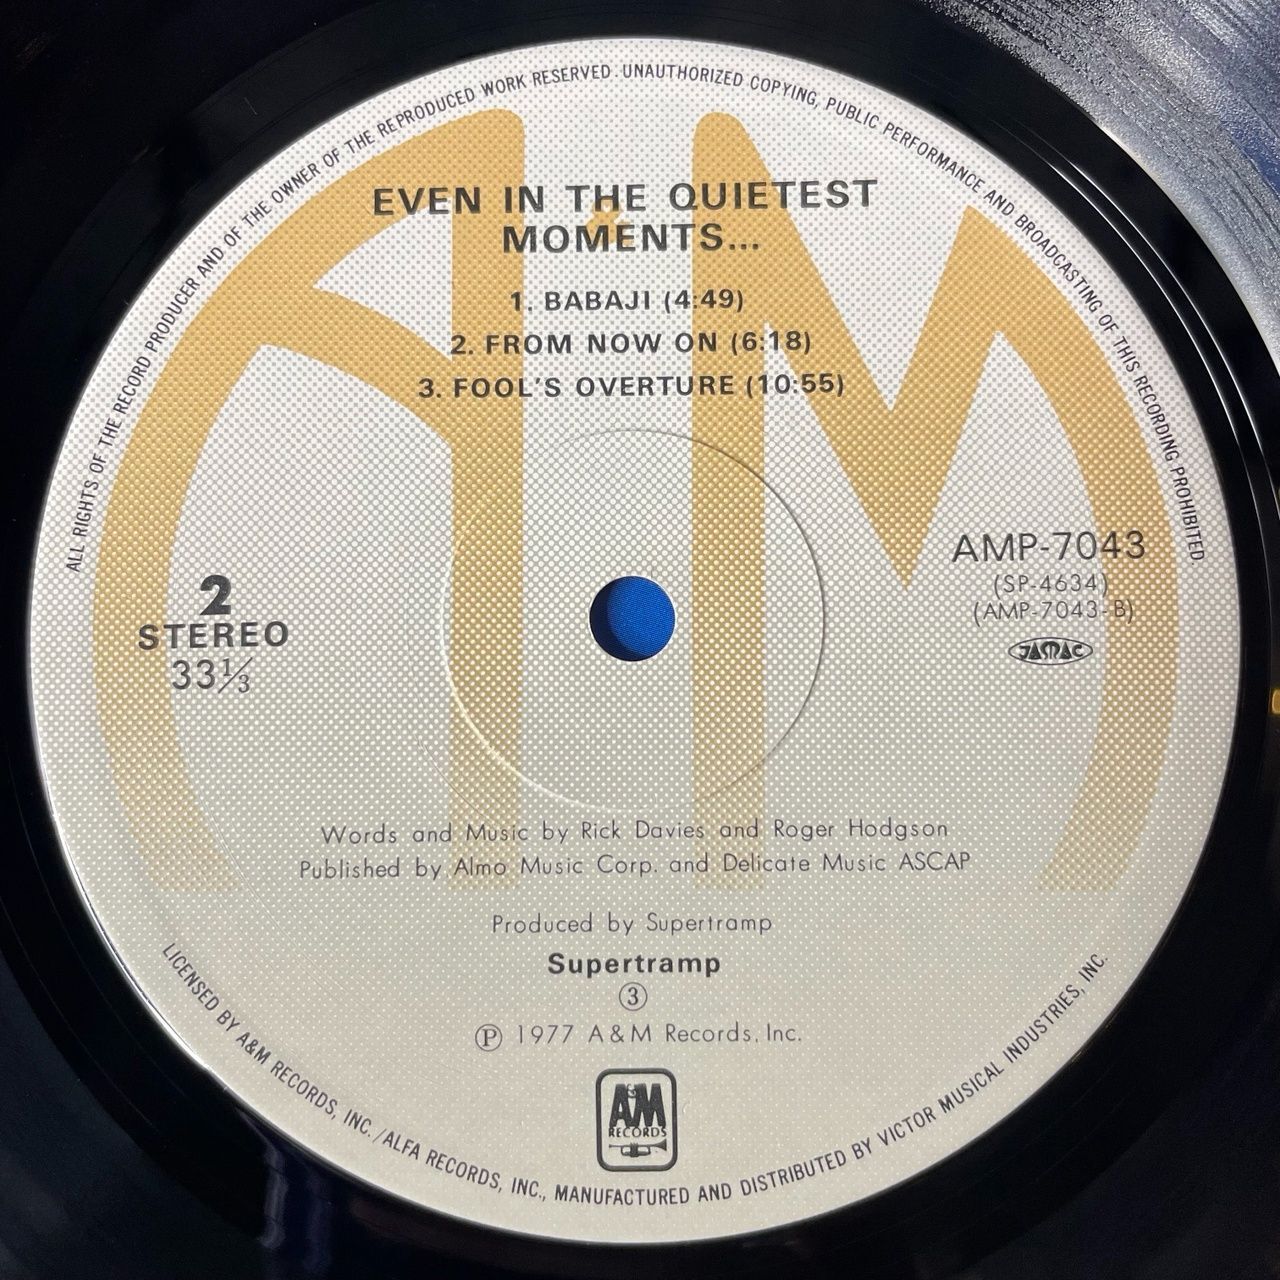 ALL RIGHTS OF THE RECORD PRODUCER AND OF THE OWNER OF THE REPRODUCED WORK RESERVED. UNAUTHORIZED COPYING, PUBLIC PERFORMANCE AND BROADCASTING OF THIS RECORDING PROHIBITED.
EVEN IN THE QUIETEST
MOMENTS...
1. BABAJI (4:49)
2. FROM NOW ON (6:18)
3. FOOL'S OVERTURE (10:55)
2
STEREO
33⅓
AMP-7043
(SP-4634)
(AMP-7043-B)
JAMAC
Words and Music by Rick Davies and Roger Hodgson
Published by Almo Music Corp. and Delicate Music ASCAP
Produced by Supertramp
Supertramp
③
Ⓟ 1977 A&M Records, Inc.
A&M
RECORDS
LICENSED BY A&M RECORDS, INC./ALFA RECORDS, INC., MANUFACTURED AND DISTRIBUTED BY VICTOR MUSICAL INDUSTRIES, INC.